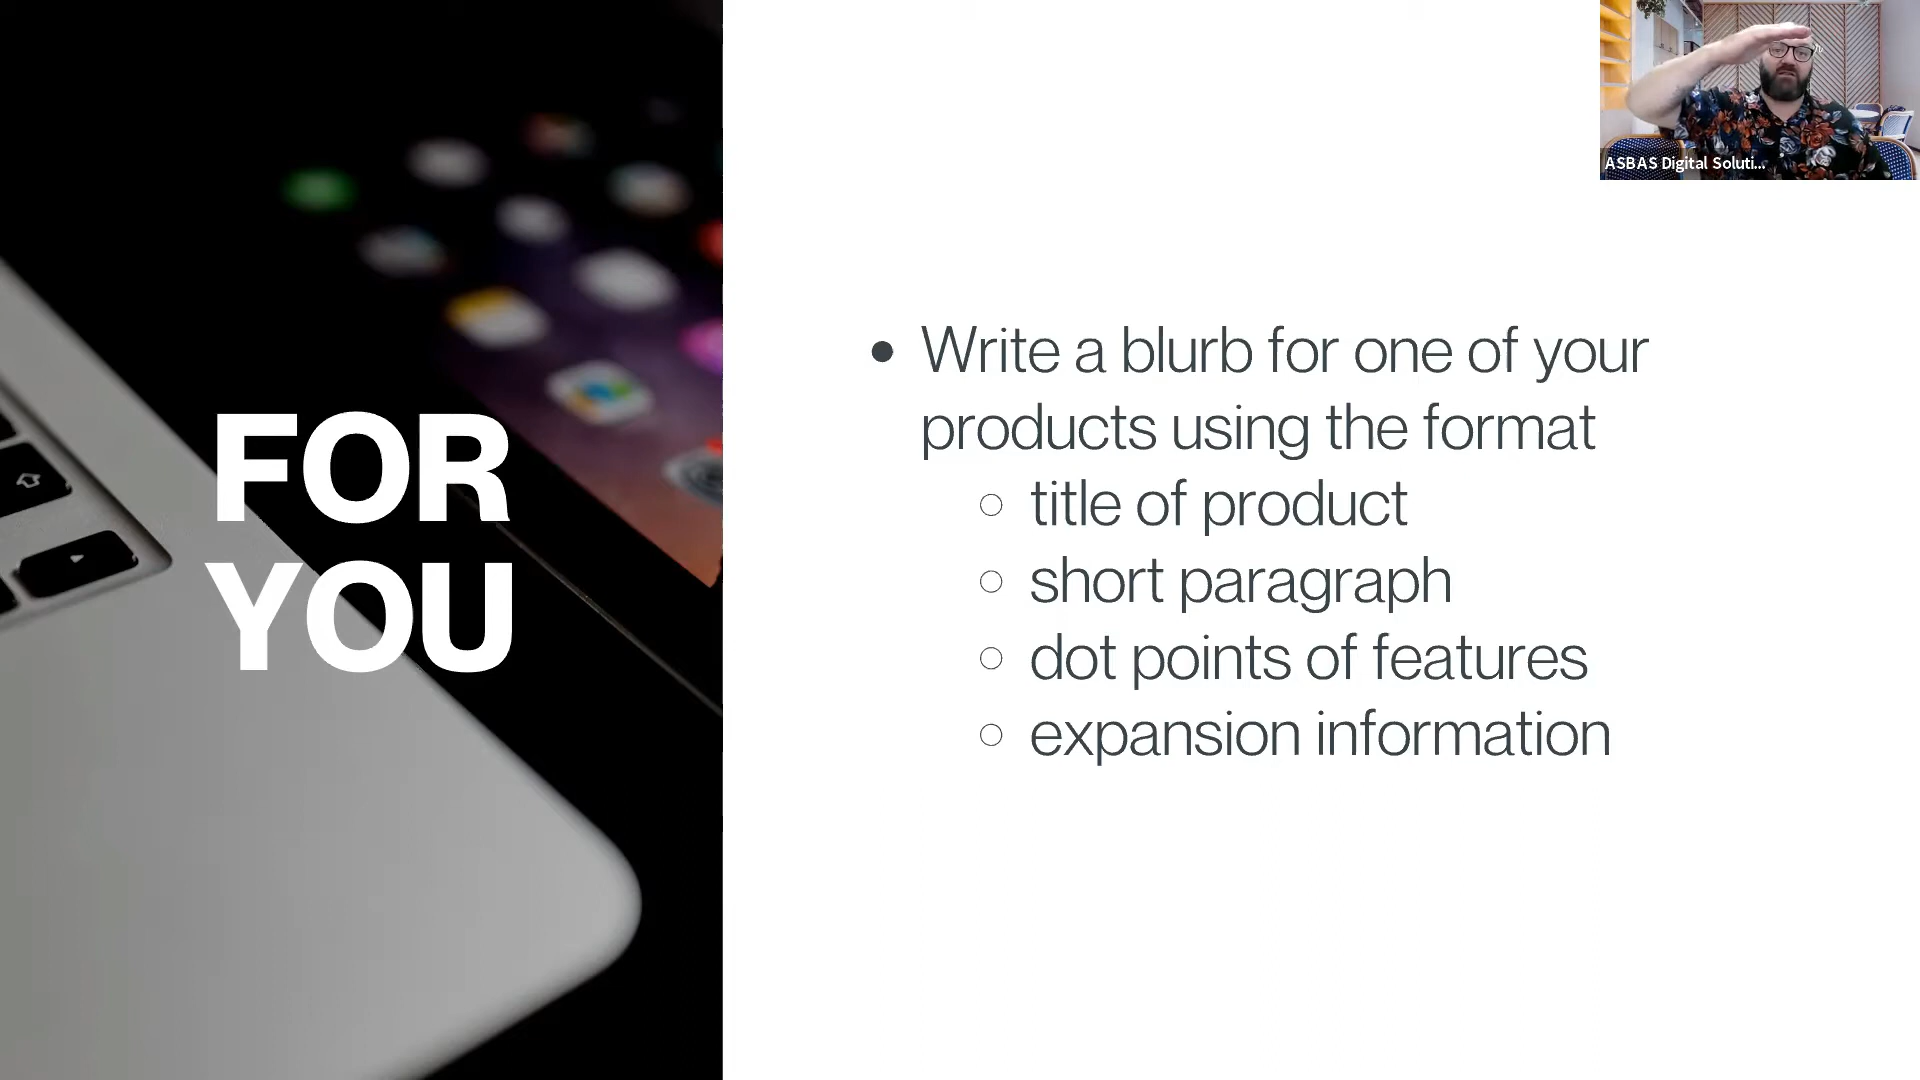 FOR
YOU
Write a blurb for one of your
products using the format
title of product
short paragraph
dot points of features
expansion information
ASBAS Digital Soluti...